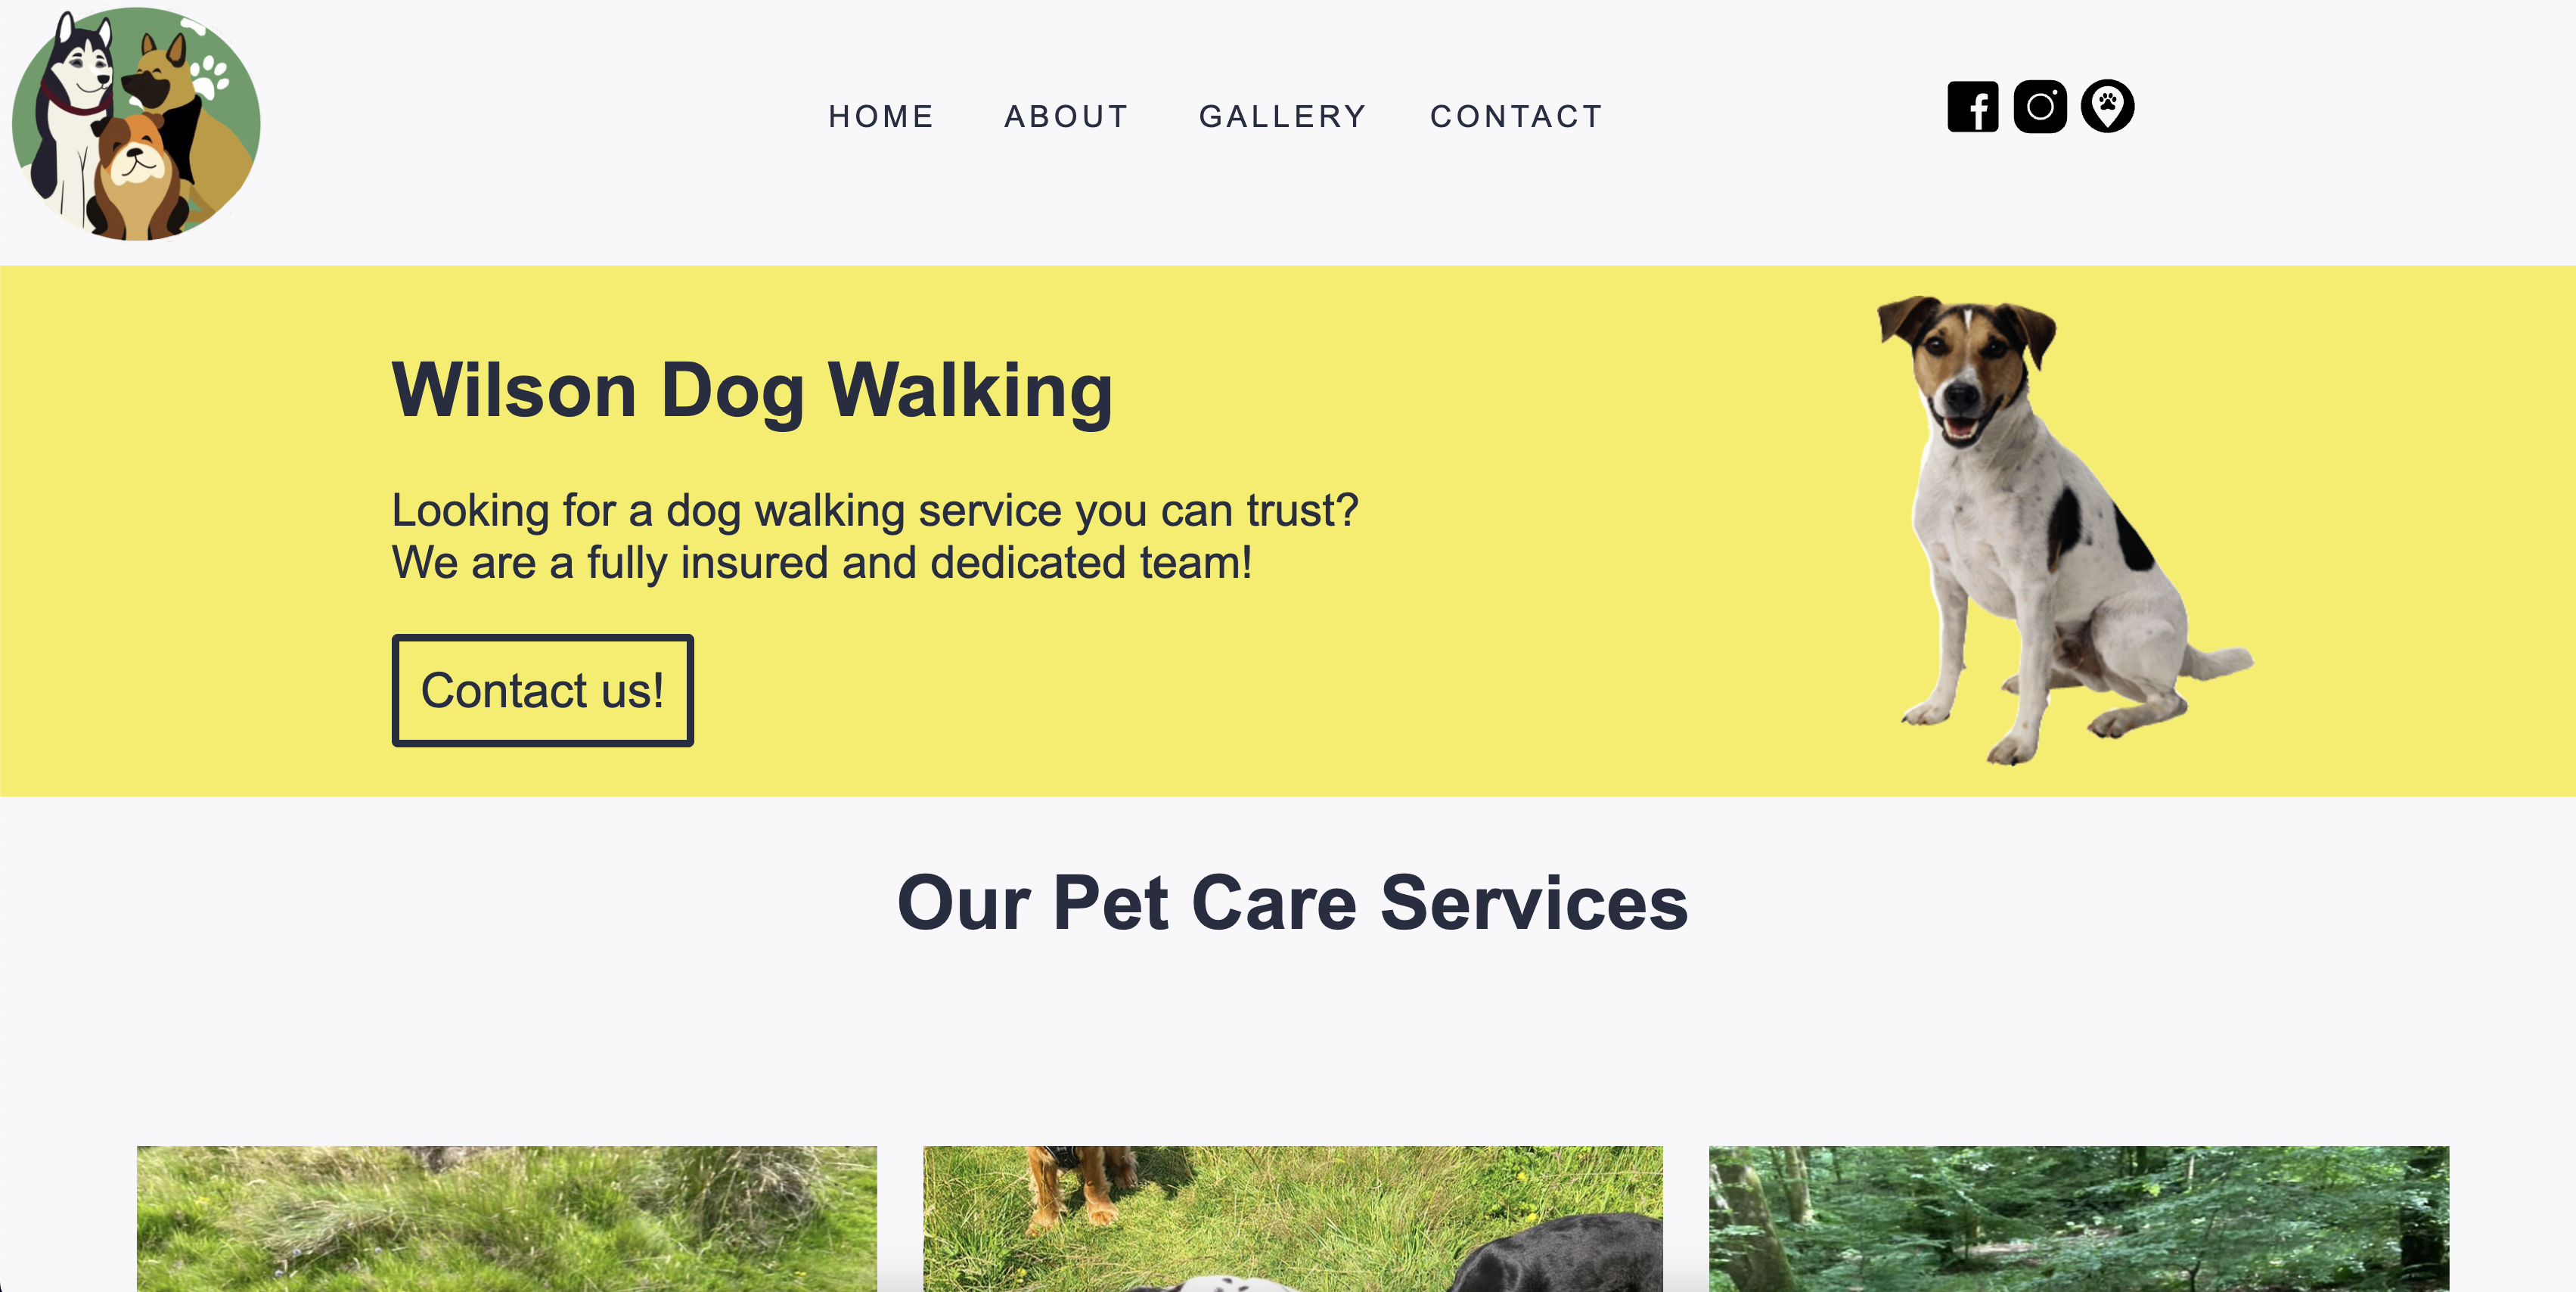 HOME ABOUT GALLERY CONTACT
Wilson Dog Walking
Looking for a dog walking service you can trust?
We are a fully insured and dedicated team!
Contact us!
Our Pet Care Services